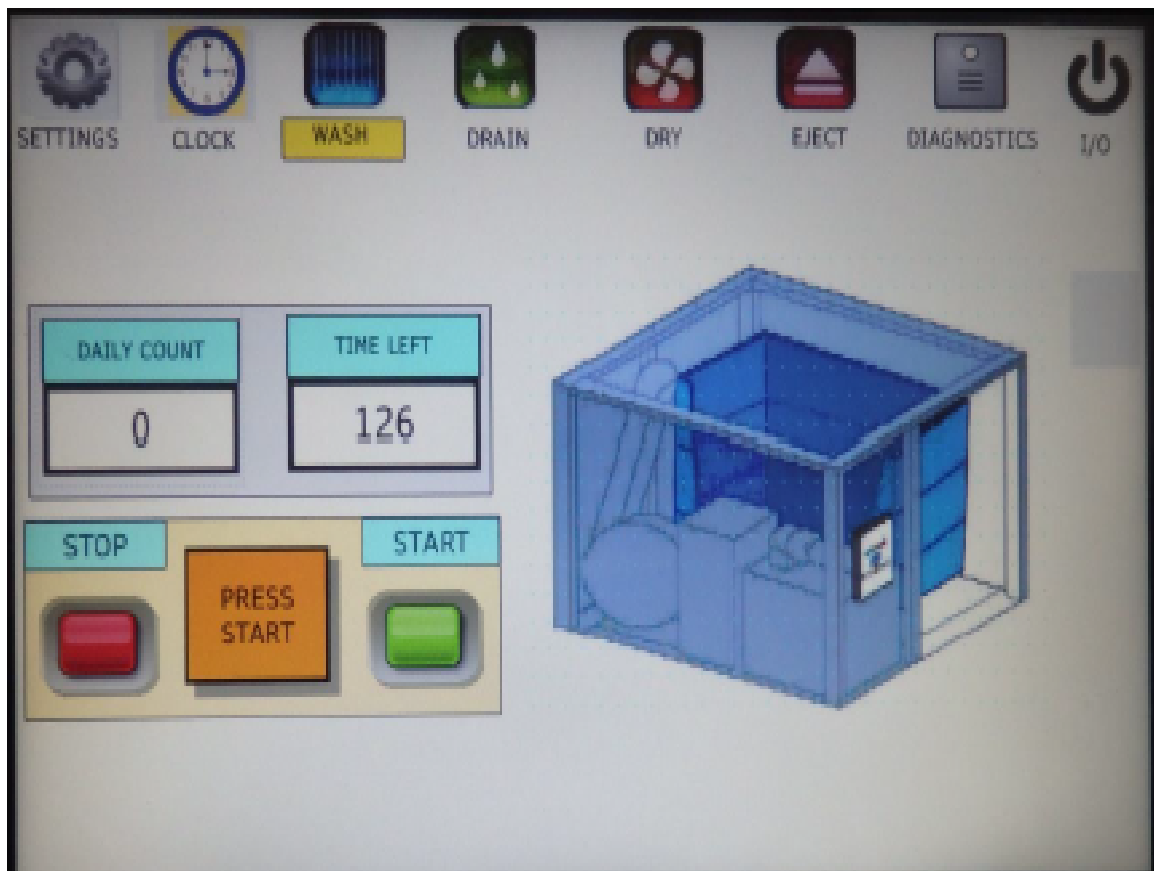 SETTINGS
CLOCK
WASH
DRAIN
DRY
EJECT
DIAGNOSTICS
I/O
DAILY COUNT
TIME LEFT
0
126
STOP
START
PRESS
START